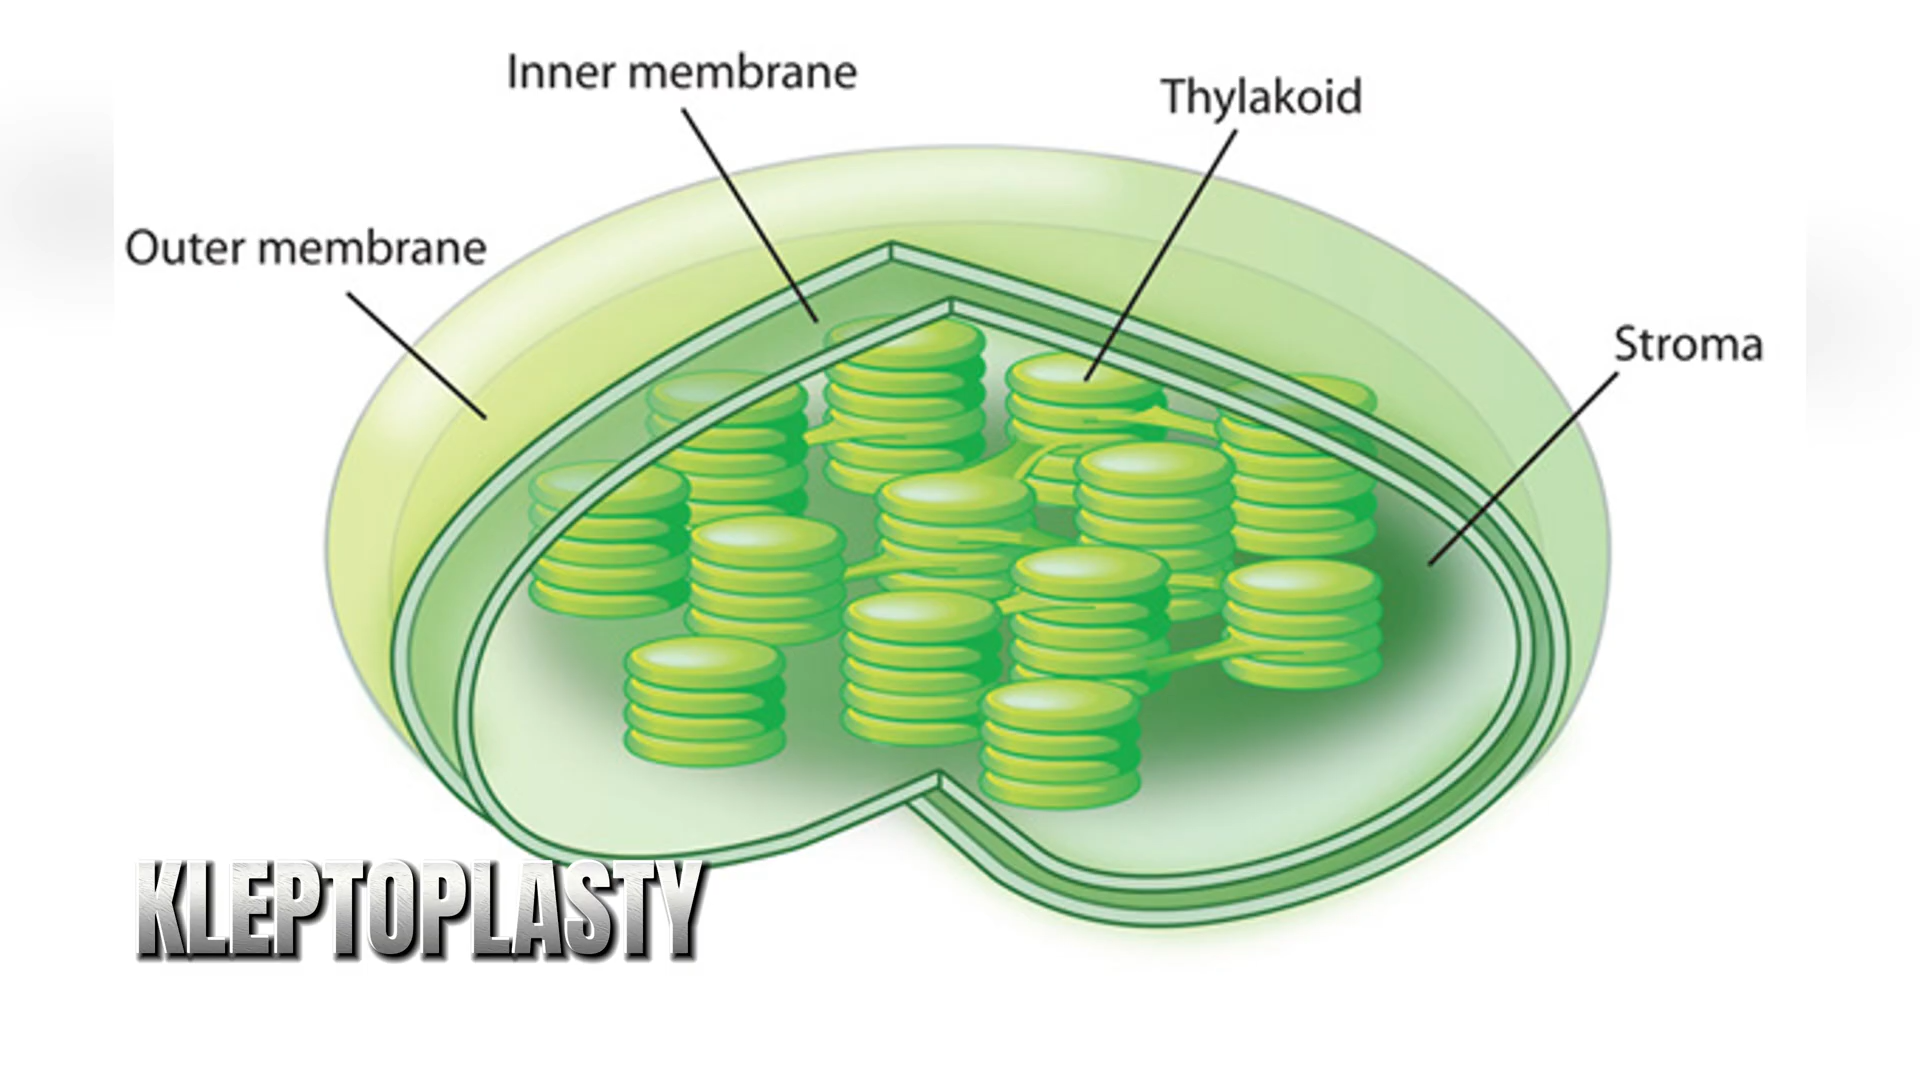 Inner membrane
Thylakoid
Outer membrane
Stroma
KLEPTOPLASTY